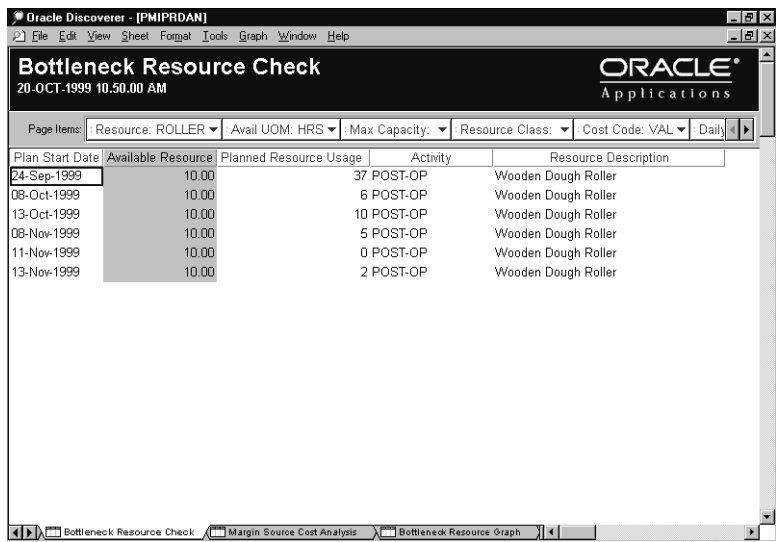 Oracle Discoverer - [PMIPRDAN]
File Edit View Sheet Format Tools Graph Window Help
Bottleneck Resource Check
20-OCT-1999 10.50.00 AM
ORACLE®
Applications
Page Items: Resource: ROLLER Avail UOM: HRS Max Capacity: Resource Class: Cost Code: VAL Daily
Plan Start Date Available Resource Planned Resource Usage Activity Resource Description
24-Sep-1999 10.00 37 POST-OP Wooden Dough Roller
08-Oct-1999 10.00 6 POST-OP Wooden Dough Roller
13-Oct-1999 10.00 10 POST-OP Wooden Dough Roller
08-Nov-1999 10.00 5 POST-OP Wooden Dough Roller
11-Nov-1999 10.00 0 POST-OP Wooden Dough Roller
13-Nov-1999 10.00 2 POST-OP Wooden Dough Roller
Bottleneck Resource Check Margin Source Cost Analysis Bottleneck Resource Graph